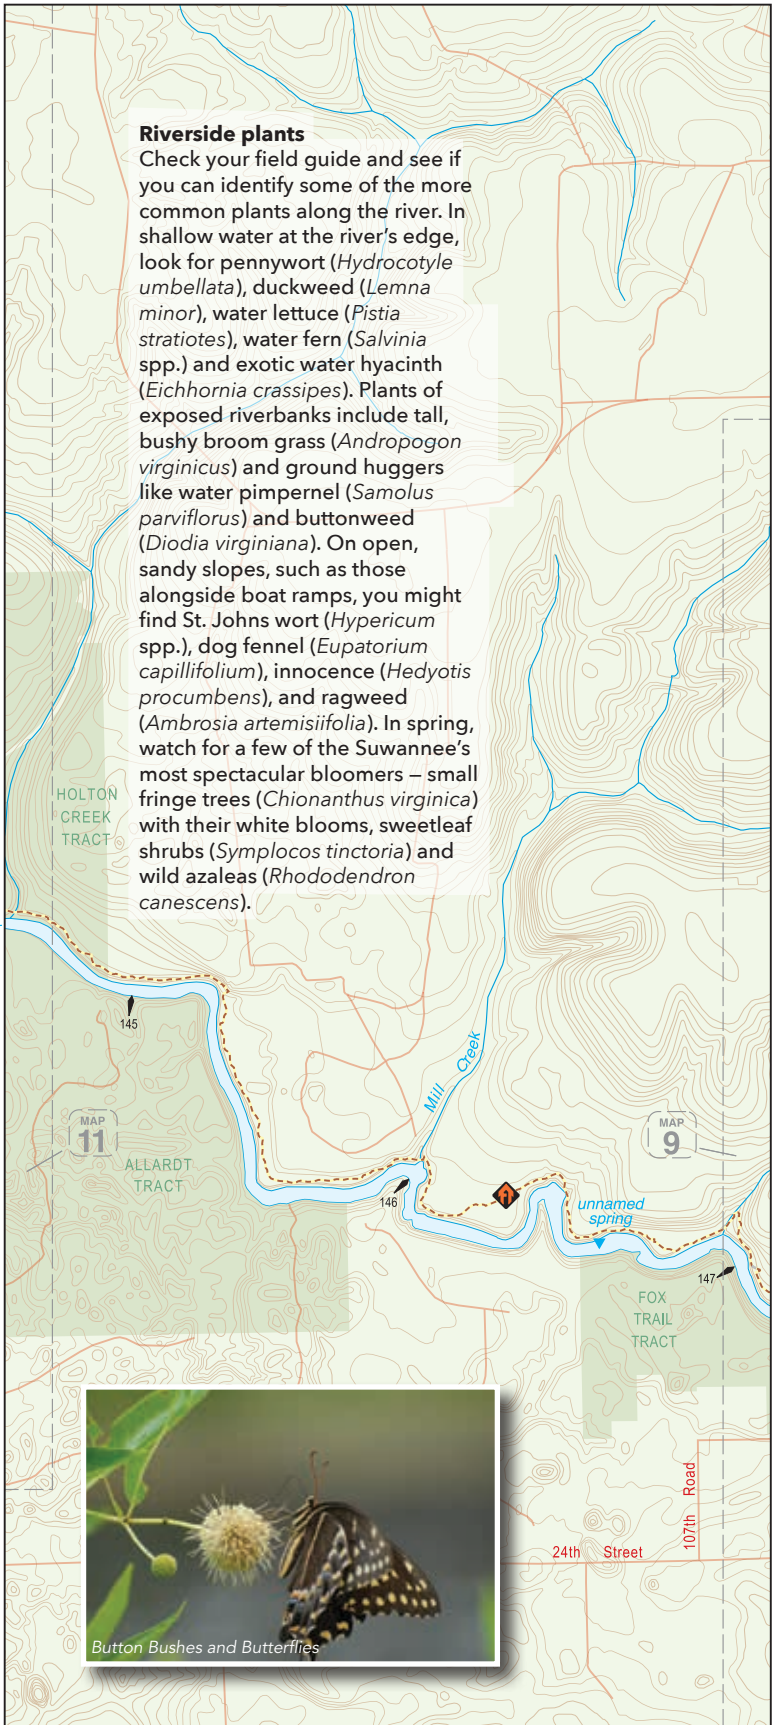 Riverside plants
Check your field guide and see if
you can identify some of the more
common plants along the river. In
shallow water at the river's edge,
look for pennywort (Hydrocotyle
umbellata), duckweed (Lemna
minor), water lettuce (Pistia
stratiotes), water fern (Salvinia
spp.) and exotic water hyacinth
(Eichhornia crassipes). Plants of
exposed riverbanks include tall,
bushy broom grass (Andropogon
virginicus) and ground huggers
like water pimpernel (Samolus
parviflorus) and buttonweed
(Diodia virginiana). On open,
sandy slopes, such as those
alongside boat ramps, you might
find St. Johns wort (Hypericum
spp.), dog fennel (Eupatorium
capillifolium), innocence (Hedyotis
procumbens), and ragweed
(Ambrosia artemisiifolia). In spring,
watch for a few of the Suwannee's
most spectacular bloomers – small
fringe trees (Chionanthus virginica)
with their white blooms, sweetleaf
shrubs (Symplocos tinctoria) and
wild azaleas (Rhododendron
canescens).
HOLTON
CREEK
TRACT
145
Mill Creek
MAP
11
MAP
9
ALLARDT
TRACT
146
unnamed
spring
147
FOX
TRAIL
TRACT
107th Road
24th Street
Button Bushes and Butterflies